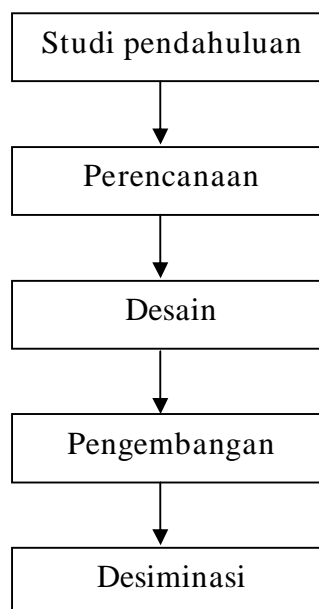 Studi pendahuluan
Perencanaan
Desain
Pengembangan
Desiminasi